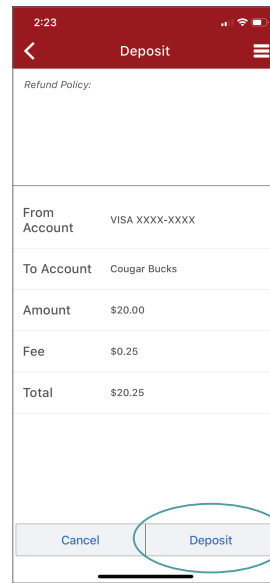 2:23
Deposit
Refund Policy:
From
Account
VISA XXXX-XXXX
To Account Cougar Bucks
Amount $20.00
Fee $0.25
Total $20.25
Cancel Deposit